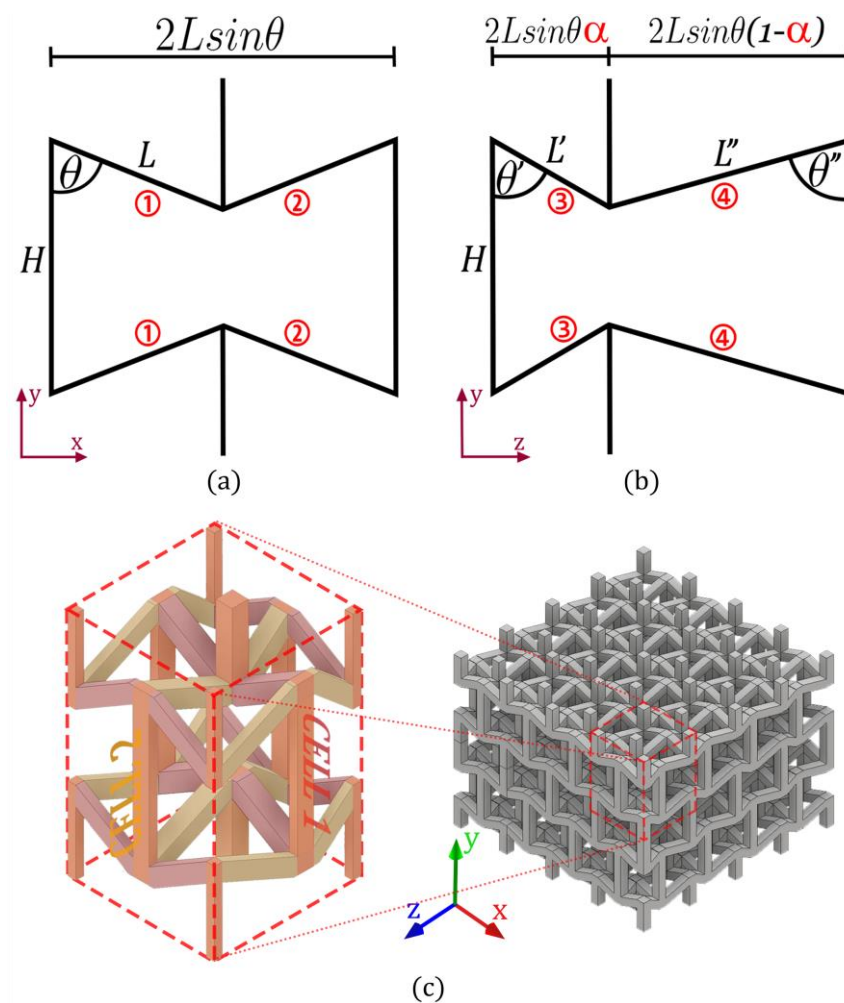 2Lsinθ
2Lsinθα
2Lsinθ(1-α)
θ
L
①
②
H
①
②
y
x
(a)
θ'
L'
L"
θ"
③
④
H
③
④
y
z
(b)
CELL 2
CELL 1
y
z
x
(c)